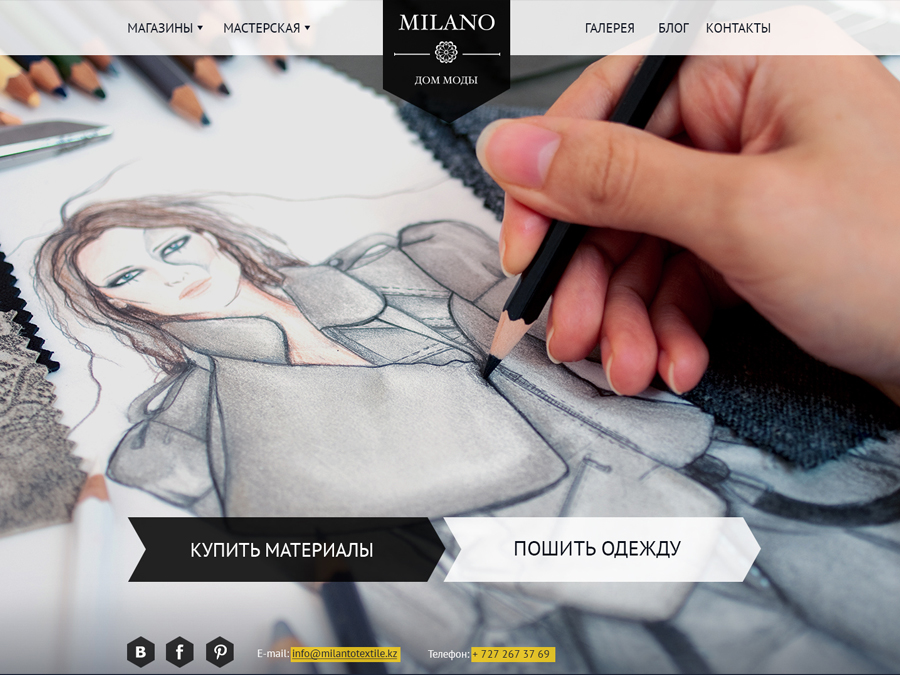 МАГАЗИНЫ МАСТЕРСКАЯ
MILANO
ДОМ МОДЫ
ГАЛЕРЕЯ БЛОГ КОНТАКТЫ
КУПИТЬ МАТЕРИАЛЫ
ПОШИТЬ ОДЕЖДУ
E-mail: info@milantotextile.kz
Телефон: + 727 267 37 69